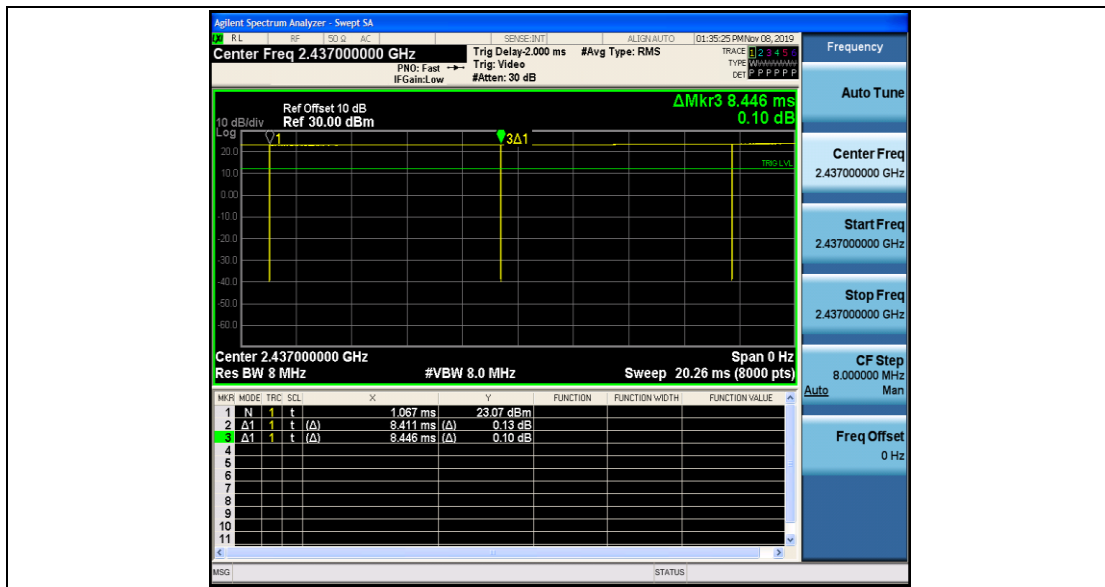 Agilent Spectrum Analyzer - Swept SA
RL RF 50 Ω AC SENSE:INT ALIGNAUTO 01:35:25 PM Nov 08, 2019
Center Freq 2.437000000 GHz
PNO: Fast
IFGain:Low
Trig Delay-2.000 ms
Trig: Video
#Atten: 30 dB
#Avg Type: RMS
TRACE 1 2 3 4 5 6
TYPE
DET P P P P P P
ΔMkr3 8.446 ms
0.10 dB
Ref Offset 10 dB
10 dB/div Ref 30.00 dBm
Log
1
3Δ1
TRIG LVL
20.0
10.0
0.00
-10.0
-20.0
-30.0
-40.0
-50.0
-60.0
Center 2.437000000 GHz Span 0 Hz
Res BW 8 MHz #VBW 8.0 MHz Sweep 20.26 ms (8000 pts)
MKR MODE TRC SCL X Y FUNCTION FUNCTION WIDTH FUNCTION VALUE
1 N 1 t 1.067 ms 23.07 dBm
2 Δ1 1 t (Δ) 8.411 ms (Δ) 0.13 dB
3 Δ1 1 t (Δ) 8.446 ms (Δ) 0.10 dB
4
5
6
7
8
9
10
11
MSG STATUS
Frequency
Auto Tune
Center Freq
2.437000000 GHz
Start Freq
2.437000000 GHz
Stop Freq
2.437000000 GHz
CF Step
8.000000 MHz
Auto Man
Freq Offset
0 Hz